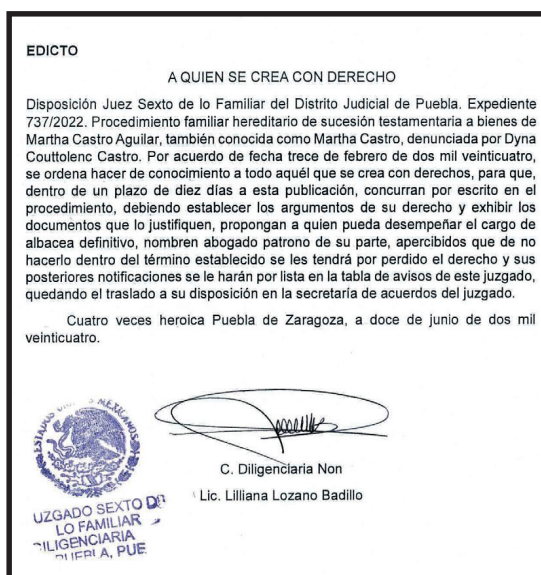 EDICTO
A QUIEN SE CREA CON DERECHO
Disposición Juez Sexto de lo Familiar del Distrito Judicial de Puebla. Expediente
737/2022. Procedimiento familiar hereditario de sucesión testamentaria a bienes de
Martha Castro Aguilar, también conocida como Martha Castro, denunciada por Dyna
Couttolenc Castro. Por acuerdo de fecha trece de febrero de dos mil veinticuatro,
se ordena hacer de conocimiento a todo aquél que se crea con derechos, para que,
dentro de un plazo de diez días a esta publicación, concurran por escrito en el
procedimiento, debiendo establecer los argumentos de su derecho y exhibir los
documentos que lo justifiquen, propongan a quien pueda desempeñar el cargo de
albacea definitivo, nombren abogado patrono de su parte, apercibidos que de no
hacerlo dentro del término establecido se les tendrá por perdido el derecho y sus
posteriores notificaciones se le harán por lista en la tabla de avisos de este juzgado,
quedando el traslado a su disposición en la secretaría de acuerdos del juzgado.
Cuatro veces heroica Puebla de Zaragoza, a doce de junio de dos mil
veinticuatro.
ESTADOS UNIDOS MEXICANOS
C. Diligenciaria Non
Lic. Lilliana Lozano Badillo
UZGADO SEXTO DE
LO FAMILIAR
DILIGENCIARIA
PUEBLA, PUE